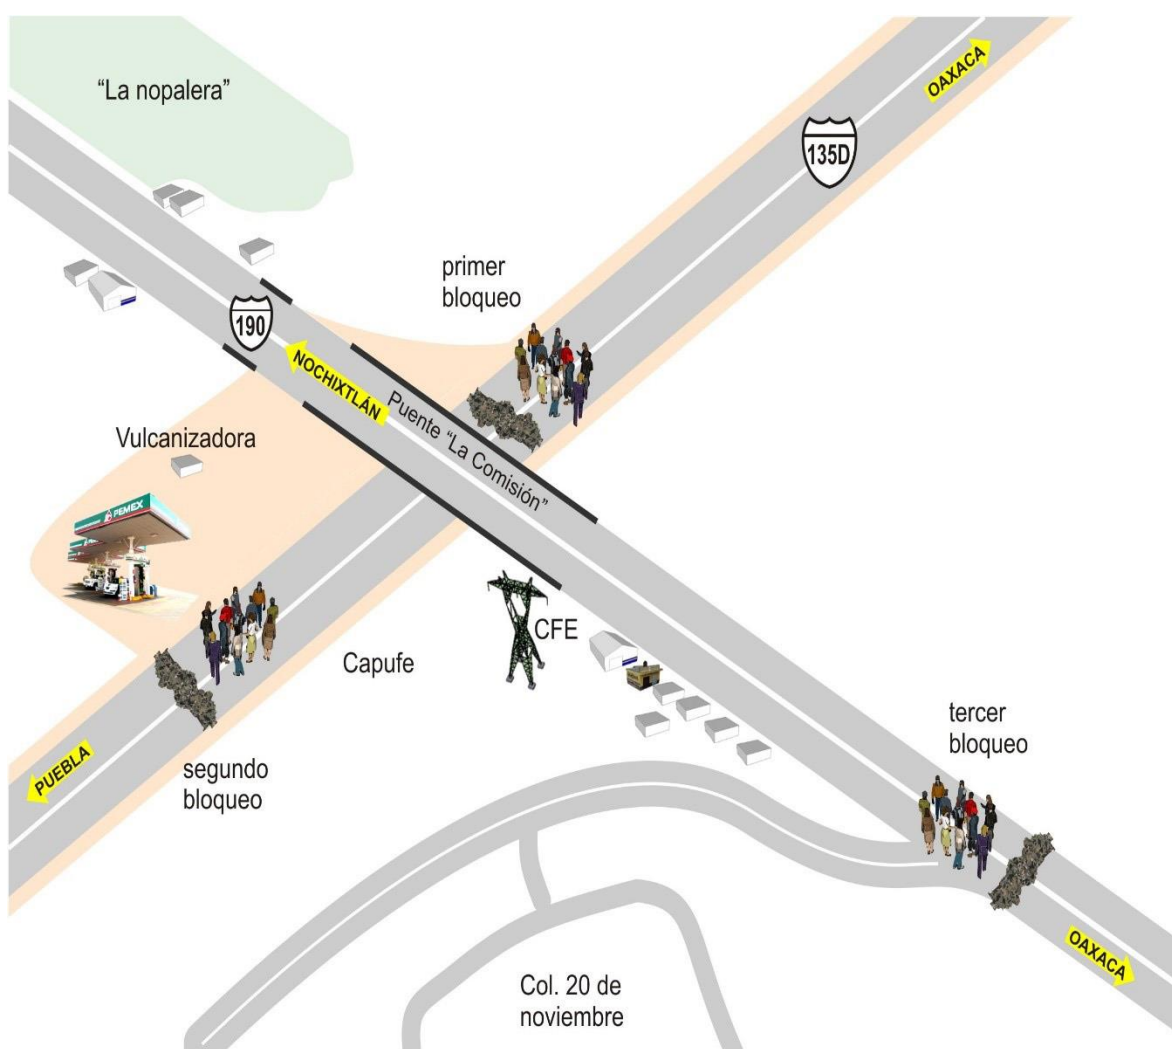 “La nopalera”
OAXACA
135D
primer
bloqueo
190
NOCHIXTLÁN
Puente “La Comisión”
Vulcanizadora
PEMEX
CFE
Capufe
tercer
bloqueo
PUEBLA
segundo
bloqueo
OAXACA
Col. 20 de
noviembre